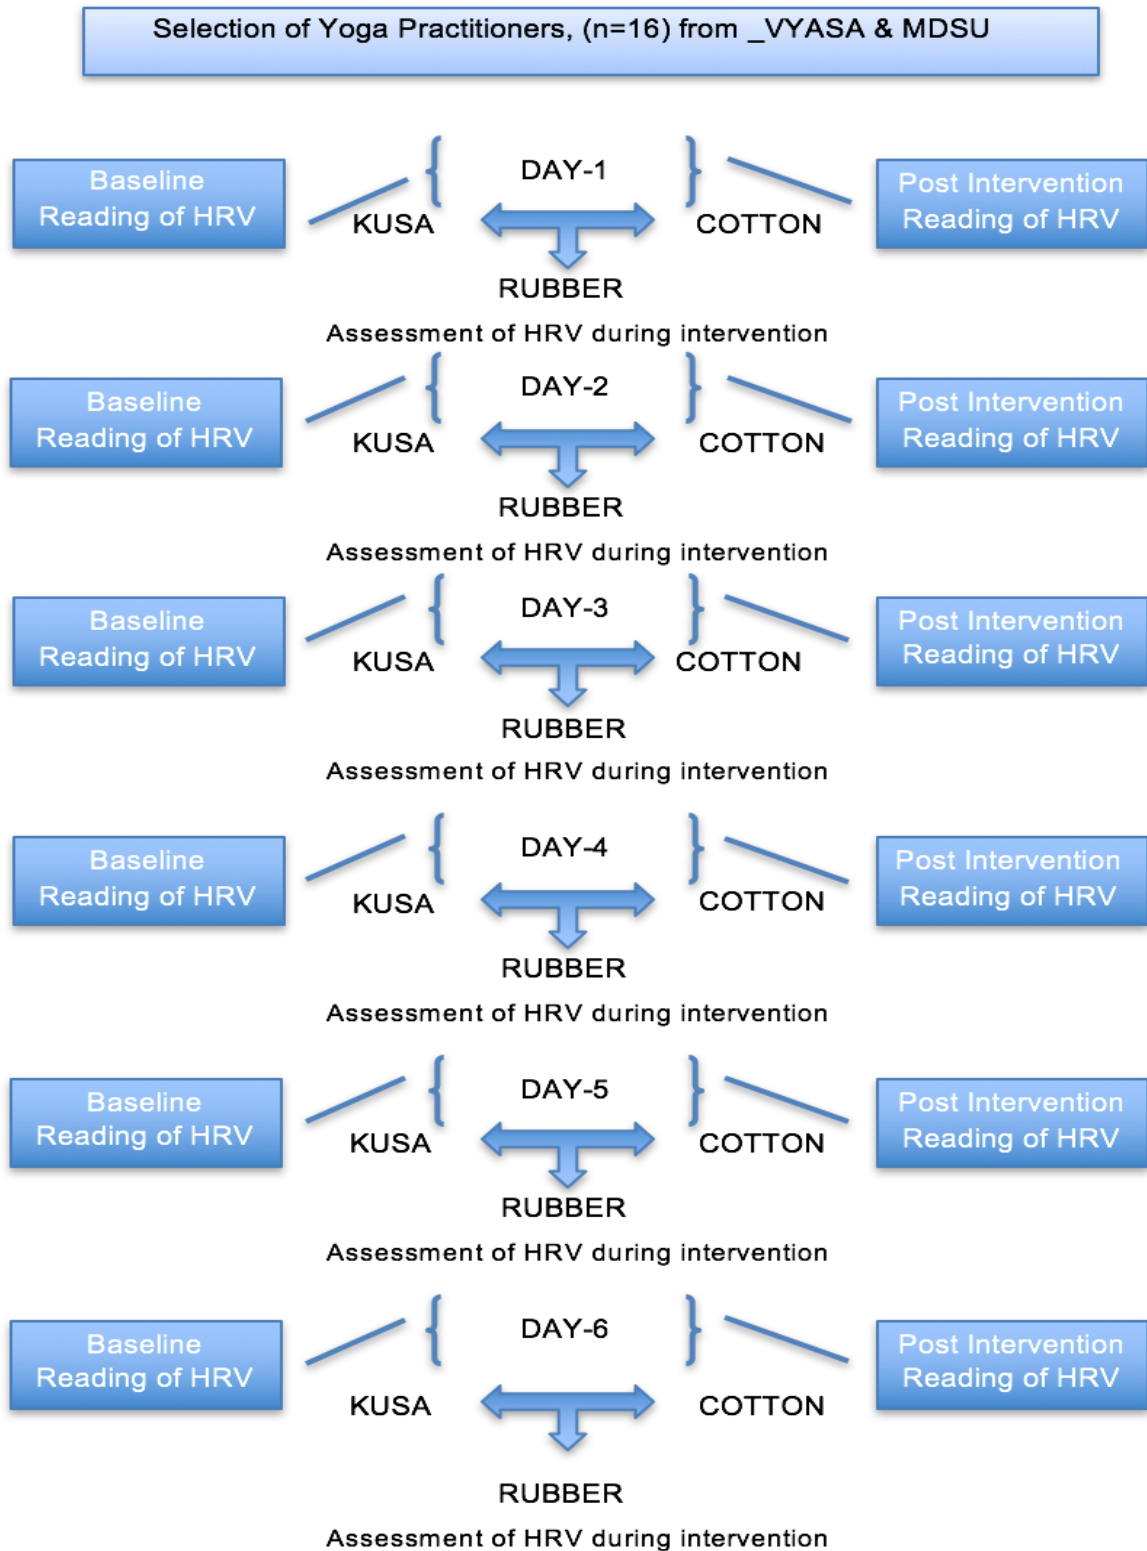 Selection of Yoga Practitioners, (n=16) from _VYASA & MDSU
Baseline
Reading of HRV
DAY-1
KUSA
COTTON
RUBBER
Assessment of HRV during intervention
Post Intervention
Reading of HRV
Baseline
Reading of HRV
DAY-2
KUSA
COTTON
RUBBER
Assessment of HRV during intervention
Post Intervention
Reading of HRV
Baseline
Reading of HRV
DAY-3
KUSA
COTTON
RUBBER
Assessment of HRV during intervention
Post Intervention
Reading of HRV
Baseline
Reading of HRV
DAY-4
KUSA
COTTON
RUBBER
Assessment of HRV during intervention
Post Intervention
Reading of HRV
Baseline
Reading of HRV
DAY-5
KUSA
COTTON
RUBBER
Assessment of HRV during intervention
Post Intervention
Reading of HRV
Baseline
Reading of HRV
DAY-6
KUSA
COTTON
RUBBER
Assessment of HRV during intervention
Post Intervention
Reading of HRV